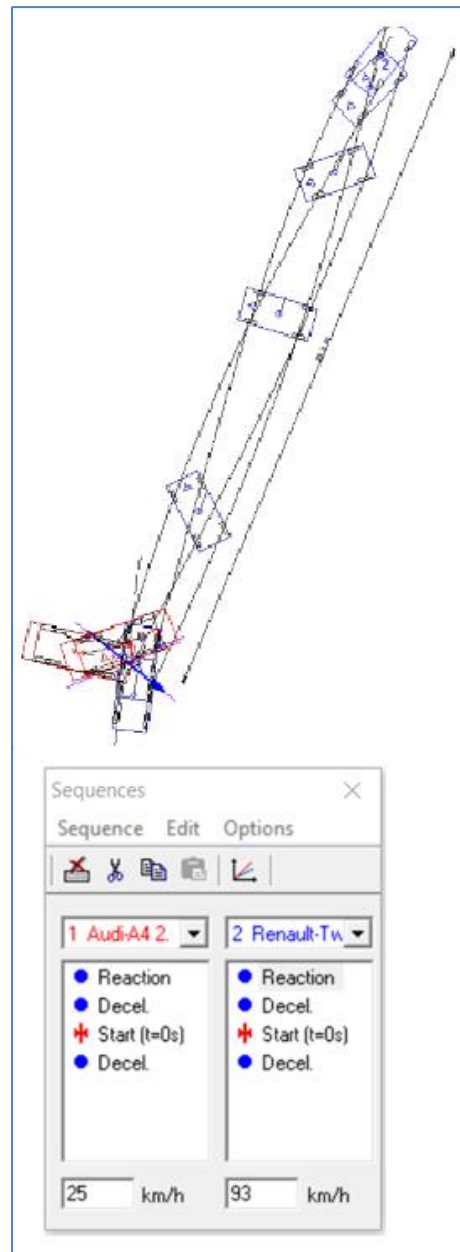 2
Sequences
Sequence Edit Options
1 Audi-A4 2.
2 Renault-Tw
Reaction
Decel.
Start (t=0s)
Decel.
Reaction
Decel.
Start (t=0s)
Decel.
25 km/h
93 km/h